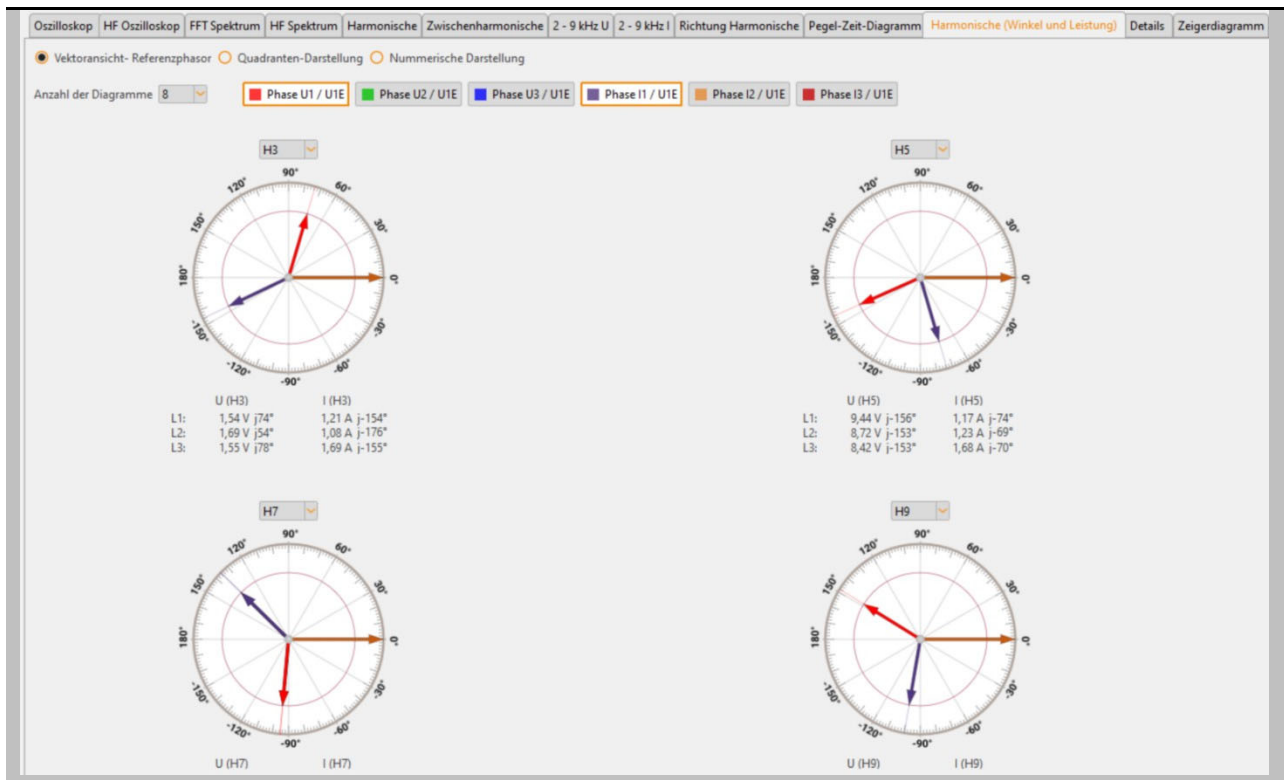 Oszilloskop HF Oszilloskop FFT Spektrum HF Spektrum Harmonische Zwischenharmonische 2 - 9 kHz U 2 - 9 kHz I Richtung Harmonische Pegel-Zeit-Diagramm Harmonische (Winkel und Leistung) Details Zeigerdiagramm
Vektoransicht- Referenzphasor Quadranten-Darstellung Nummerische Darstellung
Anzahl der Diagramme 8 Phase U1 / U1E Phase U2 / U1E Phase U3 / U1E Phase I1 / U1E Phase I2 / U1E Phase I3 / U1E
H3
90°
120° 60°
150° 30°
180° 0°
-150° -30°
-120° -60°
-90°
U (H3) I (H3)
L1: 1,54 V j74° 1,21 A j-154°
L2: 1,69 V j54° 1,08 A j-176°
L3: 1,55 V j78° 1,69 A j-155°
H5
90°
120° 60°
150° 30°
180° 0°
-150° -30°
-120° -60°
-90°
U (H5) I (H5)
L1: 9,44 V j-156° 1,17 A j-74°
L2: 8,72 V j-153° 1,23 A j-69°
L3: 8,42 V j-153° 1,68 A j-70°
H7
90°
120° 60°
150° 30°
180° 0°
-150° -30°
-120° -60°
-90°
U (H7) I (H7)
H9
90°
120° 60°
150° 30°
180° 0°
-150° -30°
-120° -60°
-90°
U (H9) I (H9)